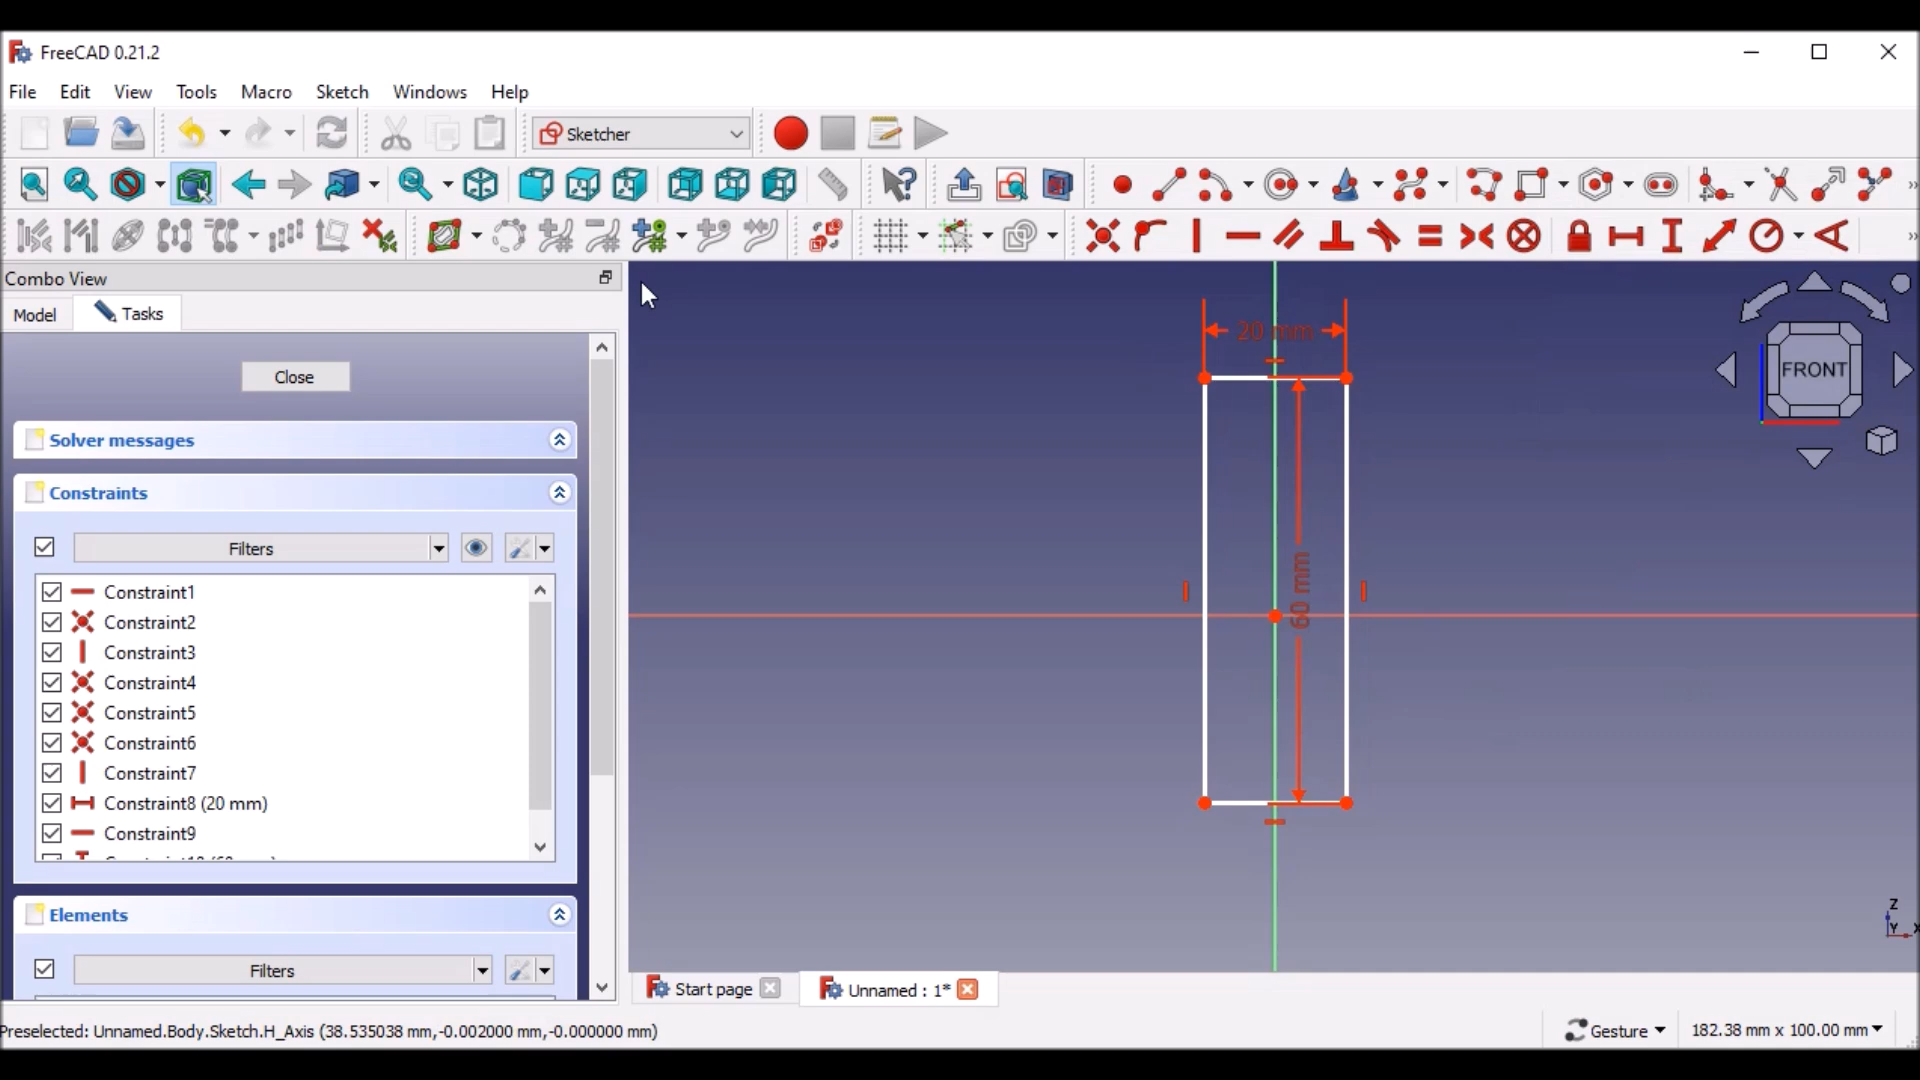 FreeCAD 0.21.2
File Edit View Tools Macro Sketch Windows Help
Sketcher
Combo View
Model Tasks
Close
Solver messages
Constraints
Filters
Constraint1
Constraint2
Constraint3
Constraint4
Constraint5
Constraint6
Constraint7
Constraint8 (20 mm)
Constraint9
Elements
Filters
20 mm
60 mm
FRONT
Z
Y X
Start page Unnamed : 1*
Preselected: Unnamed.Body.Sketch.H_Axis (38.535038 mm,-0.002000 mm,-0.000000 mm)
Gesture 182.38 mm x 100.00 mm